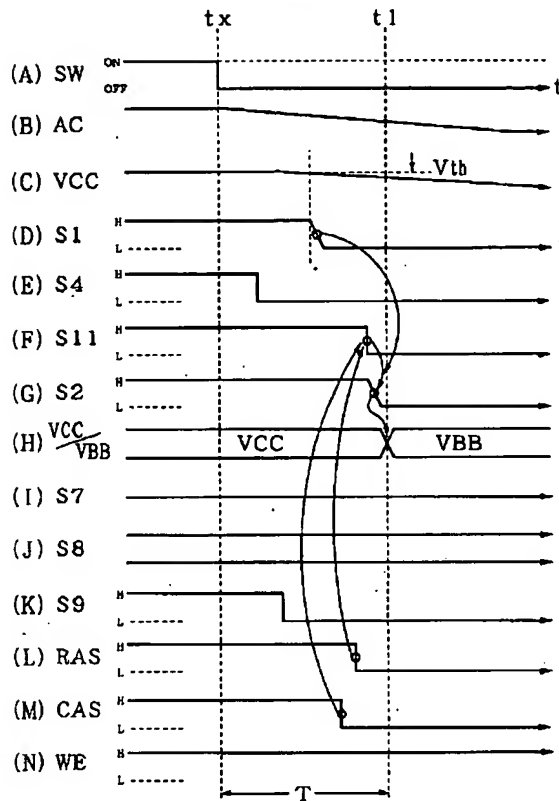 tx t1
(A) SW ON
OFF t
(B) AC
(C) VCC Vth
(D) S1 H
L
(E) S4 H
L
(F) S11 H
L
(G) S2 H
L
(H) VCC/VBB VCC VBB
(I) S7
(J) S8
(K) S9 H
L
(L) RAS H
L
(M) CAS H
L
(N) WE H
L
T